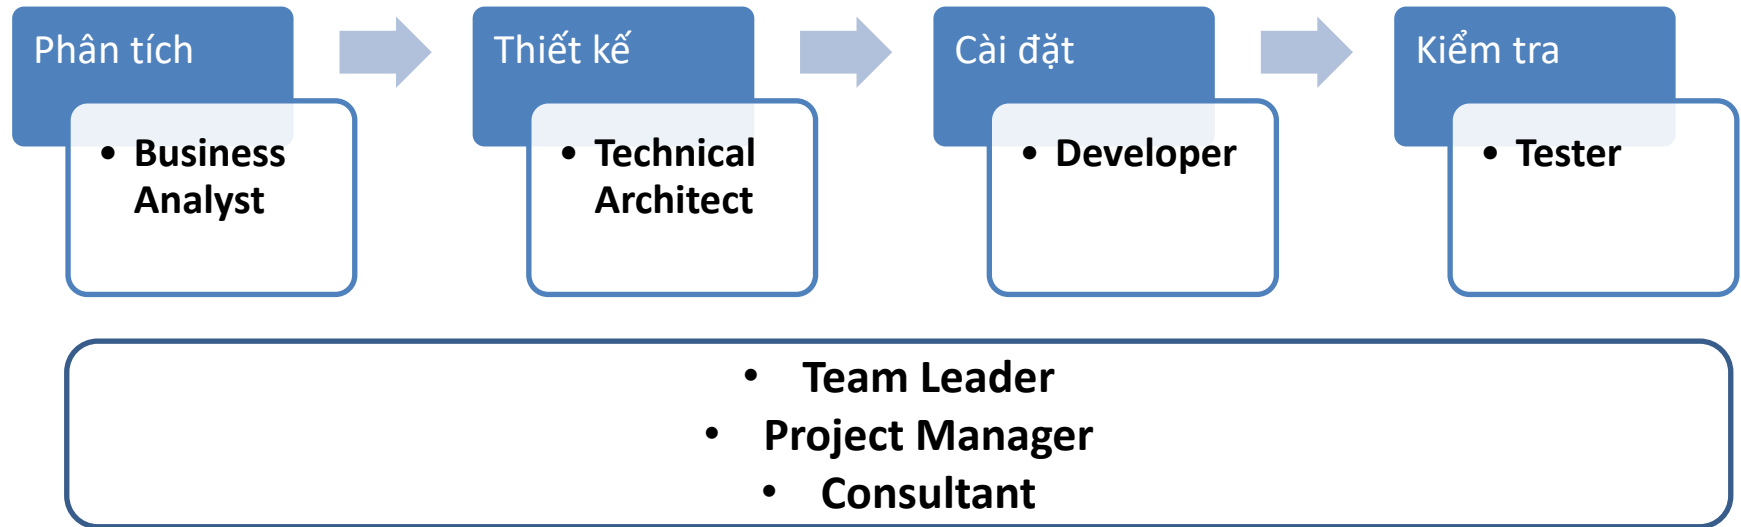 Phân tích
• Business
Analyst
Thiết kế
• Technical
Architect
Cài đặt
• Developer
Kiểm tra
• Tester
• Team Leader
• Project Manager
• Consultant